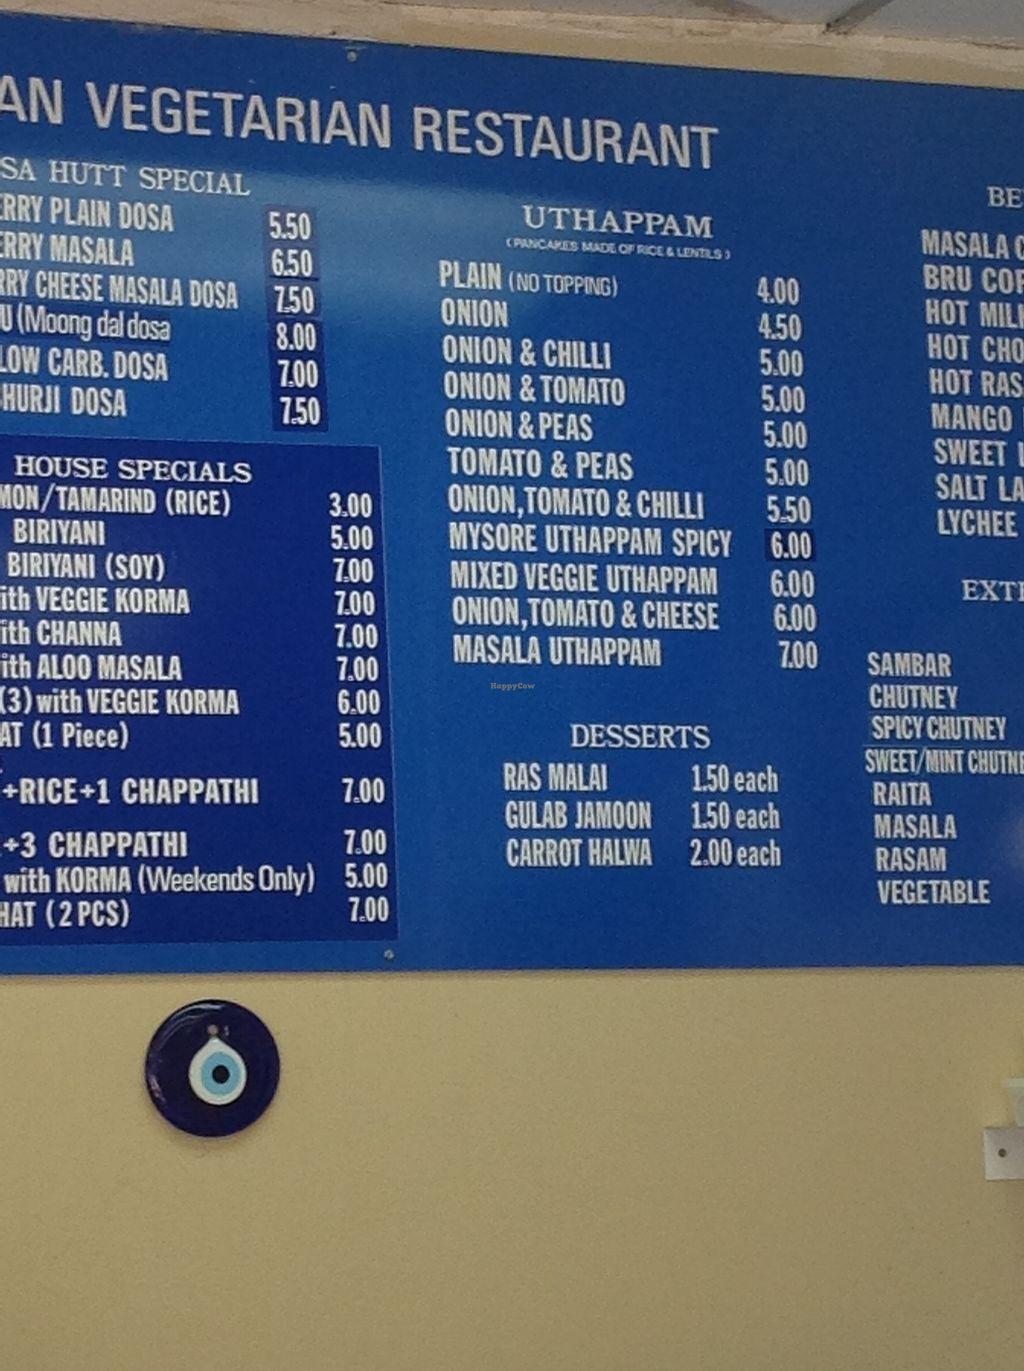 AN VEGETARIAN RESTAURANT
SA HUTT SPECIAL
ERRY PLAIN DOSA 5.50
ERRY MASALA 6.50
RRY CHEESE MASALA DOSA 7.50
U (Moong dal dosa 8.00
LOW CARB. DOSA 7.00
HURJI DOSA 7.50
HOUSE SPECIALS
MON/TAMARIND (RICE) 3.00
BIRIYANI 5.00
BIRIYANI (SOY) 7.00
ith VEGGIE KORMA 7.00
ith CHANNA 7.00
ith ALOO MASALA 7.00
(3) with VEGGIE KORMA 6.00
AT (1 Piece) 5.00
+RICE+1 CHAPPATHI 7.00
+3 CHAPPATHI 7.00
with KORMA (Weekends Only) 5.00
HAT (2 PCS) 7.00
UTHAPPAM
(PANCAKES MADE OF RICE & LENTILS)
PLAIN (NO TOPPING) 4.00
ONION 4.50
ONION & CHILLI 5.00
ONION & TOMATO 5.00
ONION & PEAS 5.00
TOMATO & PEAS 5.00
ONION,TOMATO & CHILLI 5.50
MYSORE UTHAPPAM SPICY 6.00
MIXED VEGGIE UTHAPPAM 6.00
ONION,TOMATO & CHEESE 6.00
MASALA UTHAPPAM 7.00
HappyCow
DESSERTS
RAS MALAI 1.50 each
GULAB JAMOON 1.50 each
CARROT HALWA 2.00 each
BE
MASALA C
BRU COF
HOT MIL
HOT CHO
HOT RAS
MANGO
SWEET L
SALT LA
LYCHEE
EXT
SAMBAR
CHUTNEY
SPICY CHUTNEY
SWEET/MINT CHUTNE
RAITA
MASALA
RASAM
VEGETABLE